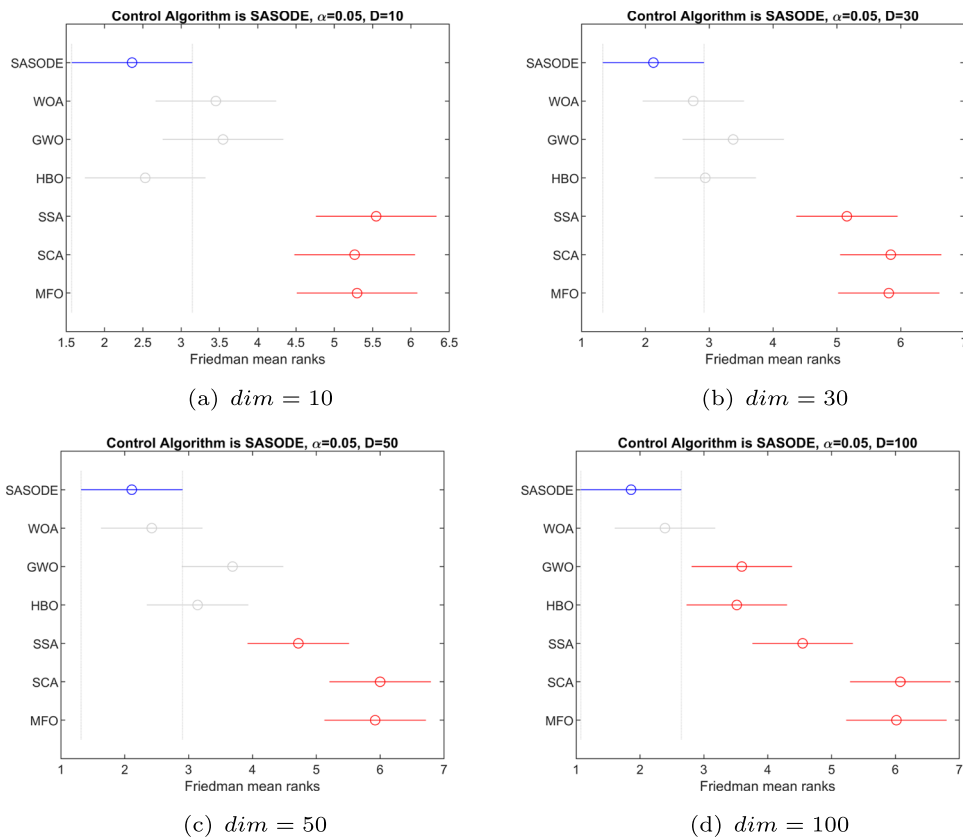 Control Algorithm is SASODE, α=0.05, D=10
SASODE
WOA
GWO
HBO
SSA
SCA
MFO
1.5 2 2.5 3 3.5 4 4.5 5 5.5 6 6.5
Friedman mean ranks
(a) dim = 10
Control Algorithm is SASODE, α=0.05, D=30
SASODE
WOA
GWO
HBO
SSA
SCA
MFO
1 2 3 4 5 6 7
Friedman mean ranks
(b) dim = 30
Control Algorithm is SASODE, α=0.05, D=50
SASODE
WOA
GWO
HBO
SSA
SCA
MFO
1 2 3 4 5 6 7
Friedman mean ranks
(c) dim = 50
Control Algorithm is SASODE, α=0.05, D=100
SASODE
WOA
GWO
HBO
SSA
SCA
MFO
1 2 3 4 5 6 7
Friedman mean ranks
(d) dim = 100